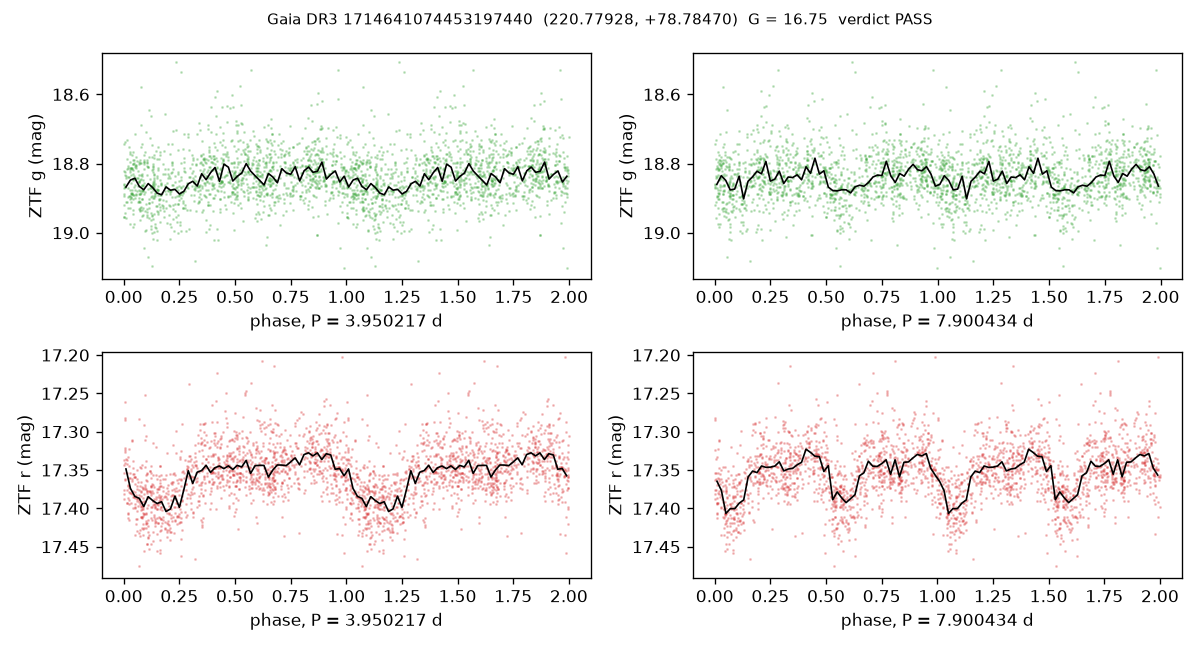 Gaia DR3 1714641074453197440  (220.77928, +78.78470)  G = 16.75  verdict PASS
ZTF g (mag)
18.6
18.8
19.0
0.00 0.25 0.50 0.75 1.00 1.25 1.50 1.75 2.00
phase, P = 3.950217 d
ZTF g (mag)
18.6
18.8
19.0
0.00 0.25 0.50 0.75 1.00 1.25 1.50 1.75 2.00
phase, P = 7.900434 d
ZTF r (mag)
17.20
17.25
17.30
17.35
17.40
17.45
0.00 0.25 0.50 0.75 1.00 1.25 1.50 1.75 2.00
phase, P = 3.950217 d
ZTF r (mag)
17.20
17.25
17.30
17.35
17.40
17.45
0.00 0.25 0.50 0.75 1.00 1.25 1.50 1.75 2.00
phase, P = 7.900434 d